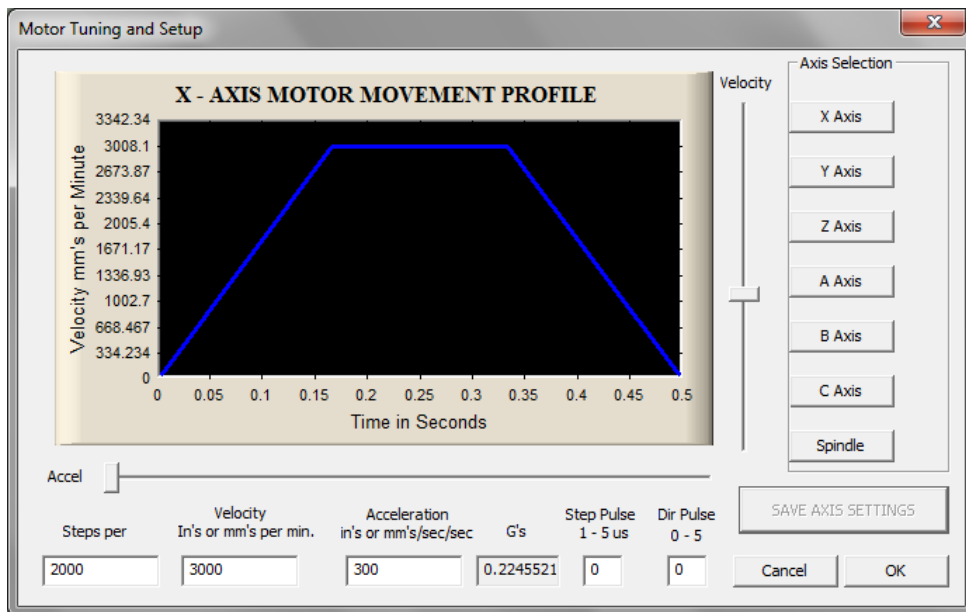 Motor Tuning and Setup
X - AXIS MOTOR MOVEMENT PROFILE
Velocity mm's per Minute
3342.34
3008.1
2673.87
2339.64
2005.4
1671.17
1336.93
1002.7
668.467
334.234
0
0 0.05 0.1 0.15 0.2 0.25 0.3 0.35 0.4 0.45 0.5
Time in Seconds
Velocity
Axis Selection
X Axis
Y Axis
Z Axis
A Axis
B Axis
C Axis
Spindle
Accel
Steps per
2000
Velocity
In's or mm's per min.
3000
Acceleration
in's or mm's/sec/sec
300
G's
0.2245521
Step Pulse
1 - 5 us
0
Dir Pulse
0 - 5
0
SAVE AXIS SETTINGS
Cancel
OK